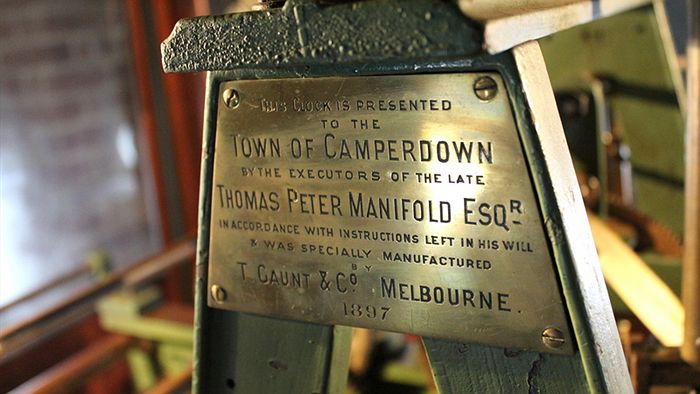 THIS CLOCK IS PRESENTED
TO THE
TOWN OF CAMPERDOWN
BY THE EXECUTORS OF THE LATE
THOMAS PETER MANIFOLD ESQR
IN ACCORDANCE WITH INSTRUCTIONS LEFT IN HIS WILL
& WAS SPECIALLY MANUFACTURED
BY
T. GAUNT & CO. MELBOURNE.
1897